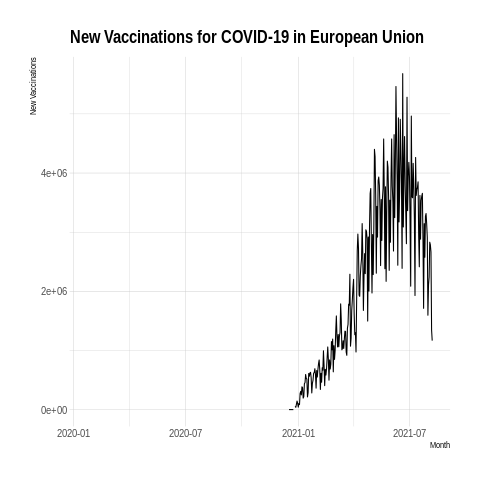 New Vaccinations for COVID-19 in European Union
New Vaccinations
4e+06
2e+06
0e+00
2020-01 2020-07 2021-01 2021-07
Month